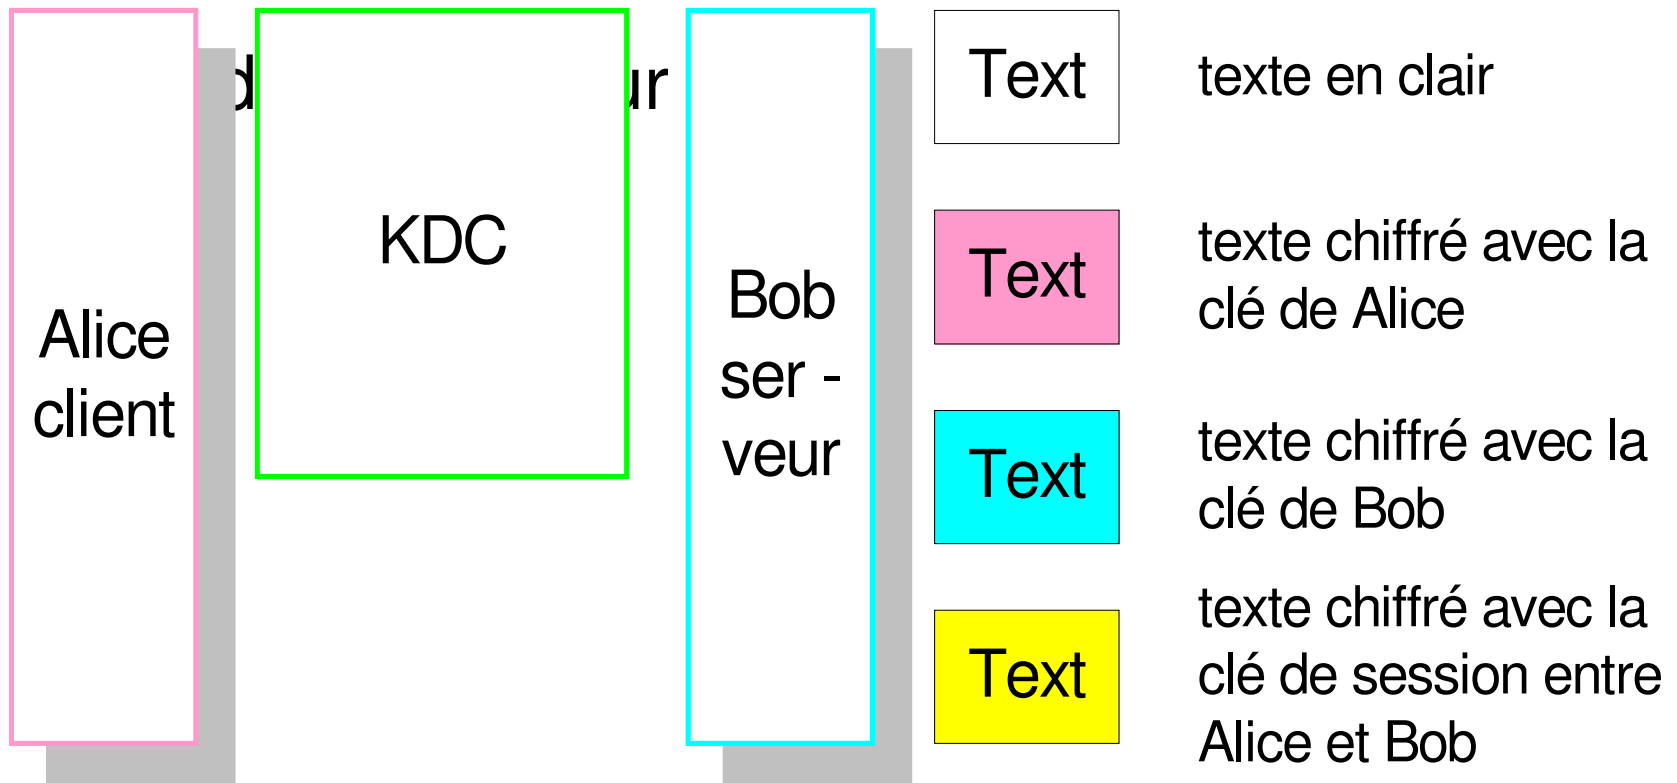 Alice
client
KDC
Bob
ser -
veur
Text
texte en clair
Text
texte chiffré avec la
clé de Alice
Text
texte chiffré avec la
clé de Bob
Text
texte chiffré avec la
clé de session entre
Alice et Bob